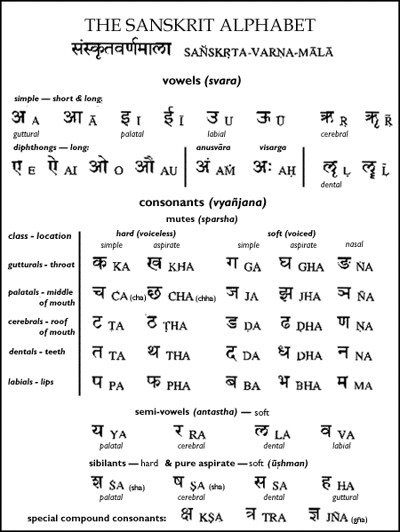 THE SANSKRIT ALPHABET
संस्कृतवर्णमाला SAÑSKṚTA-VARṆA-MĀLĀ
vowels (svara)
simple — short & long:
अ A आ Ā इ I ई Ī उ U ऊ Ū ऋ Ṛ ॠ Ṝ
guttural palatal labial cerebral
diphthongs — long: anusvāra visarga
ए E ऐ AI ओ O औ AU अं AṀ अः AḤ ऌ Ḷ ॡ Ḹ
dental
consonants (vyañjana)
mutes (sparsha)
class - location hard (voiceless) soft (voiced)
simple aspirate simple aspirate nasal
gutturals - throat क KA ख KHA ग GA घ GHA ङ ṄA
palatals - middle of mouth च CA (cha) छ CHA (chha) ज JA झ JHA ञ ÑA
cerebrals - roof of mouth ट ṬA ठ ṬHA ड ḌA ढ ḌHA ण ṆA
dentals - teeth त TA थ THA द DA ध DHA न NA
labials - lips प PA फ PHA ब BA भ BHA म MA
semi-vowels (antastha) — soft
य YA र RA ल LA व VA
palatal cerebral dental labial
sibilants — hard & pure aspirate — soft (ūṣhman)
श ŚA (sha) ष ṢA (sha) स SA ह HA
palatal cerebral dental guttural
special compound consonants: क्ष KṢA त्र TRA ज्ञ JÑA (gña)